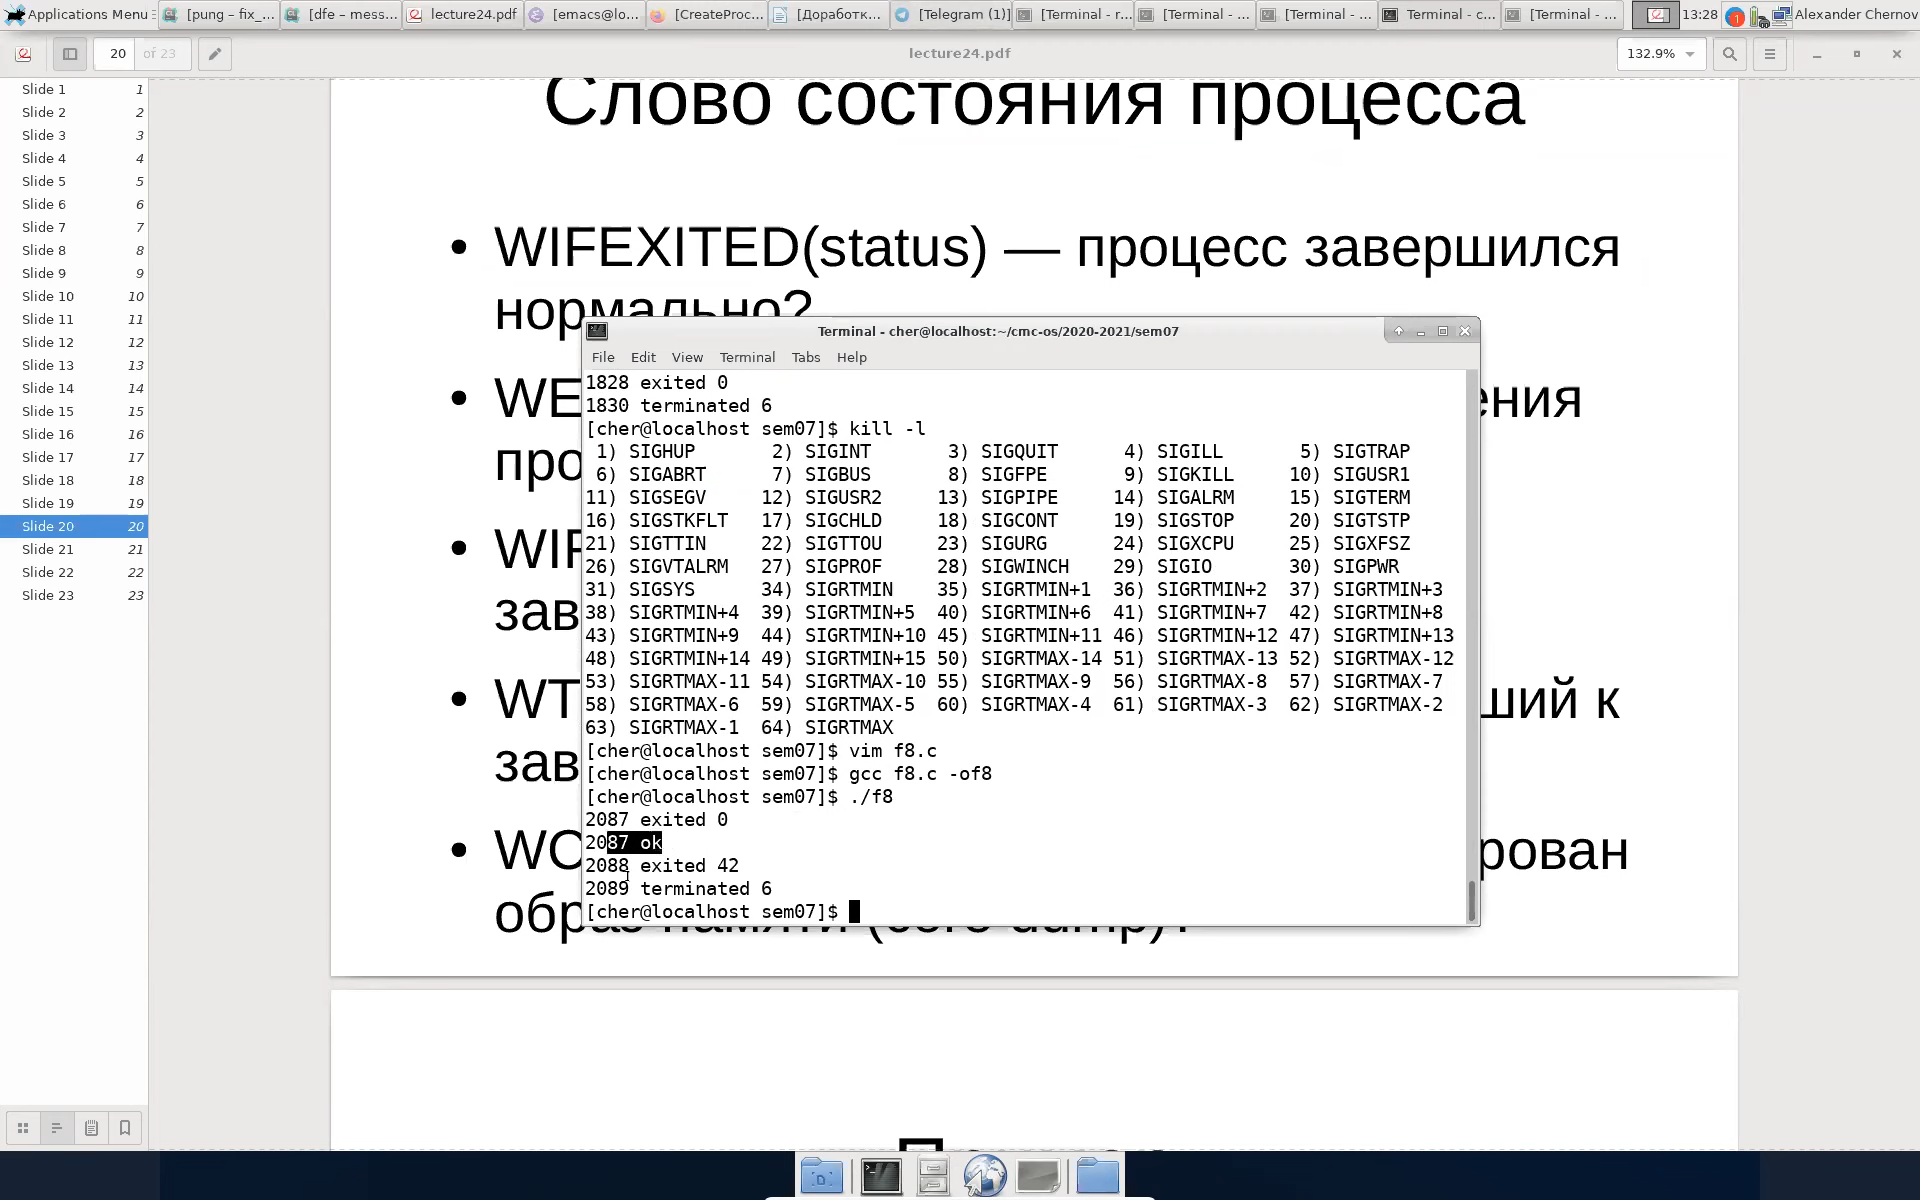 Applications Menu [pung – fix_... [dfe – mess... lecture24.pdf [emacs@lo... [CreateProc... [Доработк... [Telegram (1)] [Terminal - r... [Terminal - ... [Terminal - ... Terminal - c... [Terminal - ... 13:28 1 Alexander Chernov
20 of 23 lecture24.pdf 132.9%
Slide 1 1
Slide 2 2
Slide 3 3
Slide 4 4
Slide 5 5
Slide 6 6
Slide 7 7
Slide 8 8
Slide 9 9
Slide 10 10
Slide 11 11
Slide 12 12
Slide 13 13
Slide 14 14
Slide 15 15
Slide 16 16
Slide 17 17
Slide 18 18
Slide 19 19
Slide 20 20
Slide 21 21
Slide 22 22
Slide 23 23
Слово состояния процесса
• WIFEXITED(status) — процесс завершился
нормально?
• WE ения
про
• WIF
зав
• WT ший к
зав
• WC рован
образ памяти (core dump)?
Terminal - cher@localhost:~/cmc-os/2020-2021/sem07
File Edit View Terminal Tabs Help
1828 exited 0
1830 terminated 6
[cher@localhost sem07]$ kill -l
1) SIGHUP 2) SIGINT 3) SIGQUIT 4) SIGILL 5) SIGTRAP
6) SIGABRT 7) SIGBUS 8) SIGFPE 9) SIGKILL 10) SIGUSR1
11) SIGSEGV 12) SIGUSR2 13) SIGPIPE 14) SIGALRM 15) SIGTERM
16) SIGSTKFLT 17) SIGCHLD 18) SIGCONT 19) SIGSTOP 20) SIGTSTP
21) SIGTTIN 22) SIGTTOU 23) SIGURG 24) SIGXCPU 25) SIGXFSZ
26) SIGVTALRM 27) SIGPROF 28) SIGWINCH 29) SIGIO 30) SIGPWR
31) SIGSYS 34) SIGRTMIN 35) SIGRTMIN+1 36) SIGRTMIN+2 37) SIGRTMIN+3
38) SIGRTMIN+4 39) SIGRTMIN+5 40) SIGRTMIN+6 41) SIGRTMIN+7 42) SIGRTMIN+8
43) SIGRTMIN+9 44) SIGRTMIN+10 45) SIGRTMIN+11 46) SIGRTMIN+12 47) SIGRTMIN+13
48) SIGRTMIN+14 49) SIGRTMIN+15 50) SIGRTMAX-14 51) SIGRTMAX-13 52) SIGRTMAX-12
53) SIGRTMAX-11 54) SIGRTMAX-10 55) SIGRTMAX-9 56) SIGRTMAX-8 57) SIGRTMAX-7
58) SIGRTMAX-6 59) SIGRTMAX-5 60) SIGRTMAX-4 61) SIGRTMAX-3 62) SIGRTMAX-2
63) SIGRTMAX-1 64) SIGRTMAX
[cher@localhost sem07]$ vim f8.c
[cher@localhost sem07]$ gcc f8.c -of8
[cher@localhost sem07]$ ./f8
2087 exited 0
2087 ok
2088 exited 42
2089 terminated 6
[cher@localhost sem07]$